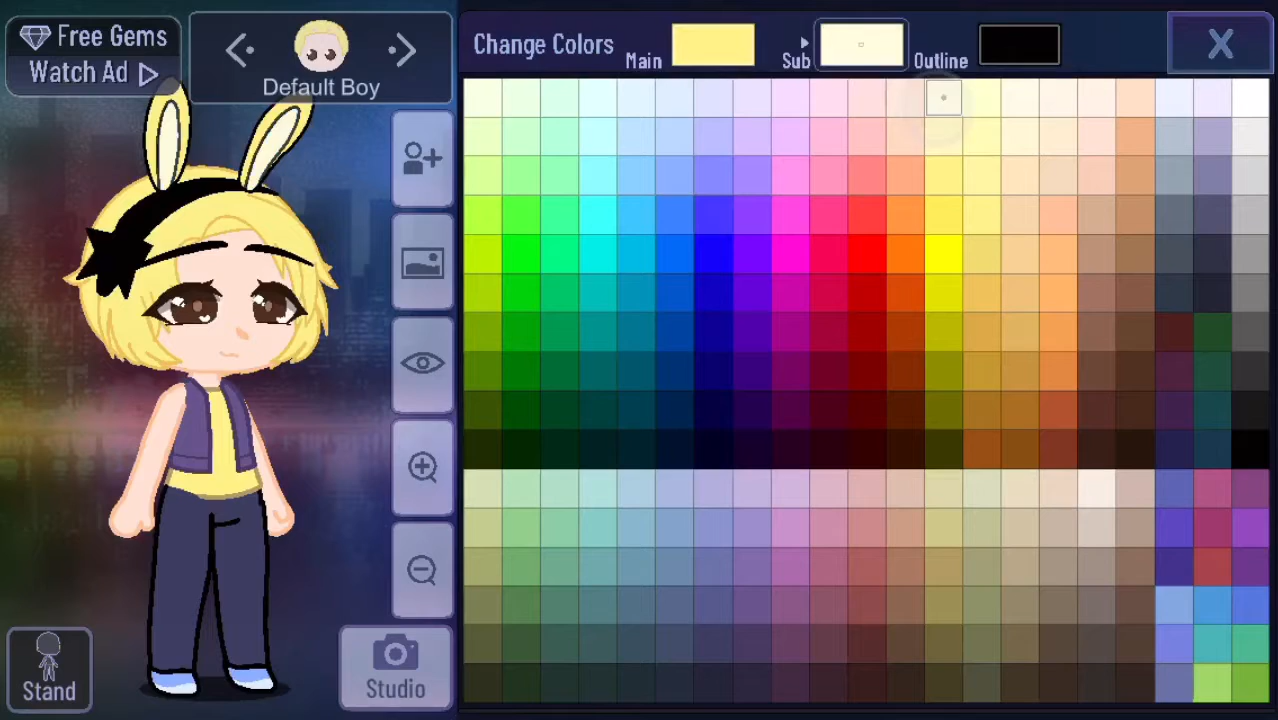 Free Gems
Watch Ad
Default Boy
Change Colors
Main
Sub
Outline
X
Stand
Studio